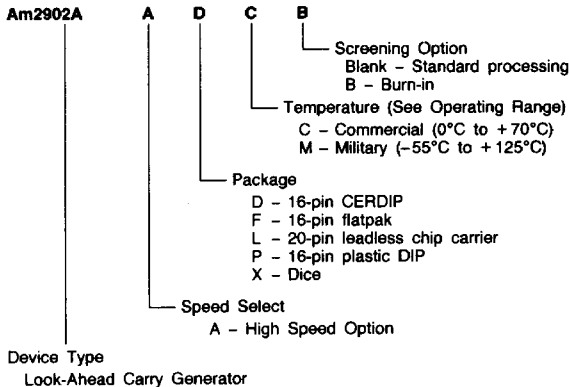 Am2902A A D C B
Screening Option
Blank – Standard processing
B – Burn-in
Temperature (See Operating Range)
C – Commercial (0°C to +70°C)
M – Military (–55°C to +125°C)
Package
D – 16-pin CERDIP
F – 16-pin flatpak
L – 20-pin leadless chip carrier
P – 16-pin plastic DIP
X – Dice
Speed Select
A – High Speed Option
Device Type
Look-Ahead Carry Generator